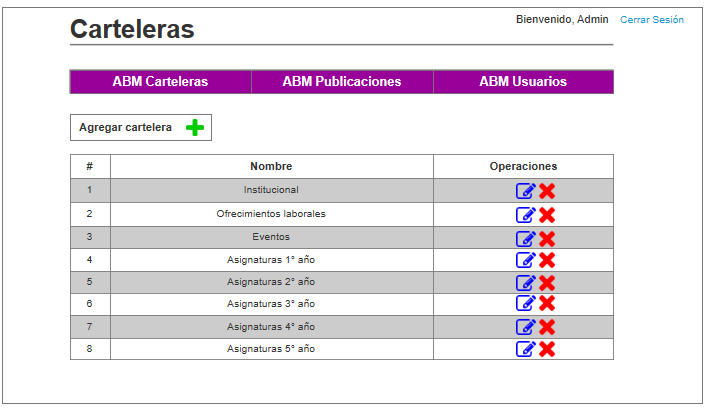 Bienvenido, Admin Cerrar Sesión
Carteleras
ABM Carteleras ABM Publicaciones ABM Usuarios
Agregar cartelera
# Nombre Operaciones
1 Institucional
2 Ofrecimientos laborales
3 Eventos
4 Asignaturas 1° año
5 Asignaturas 2° año
6 Asignaturas 3° año
7 Asignaturas 4° año
8 Asignaturas 5° año